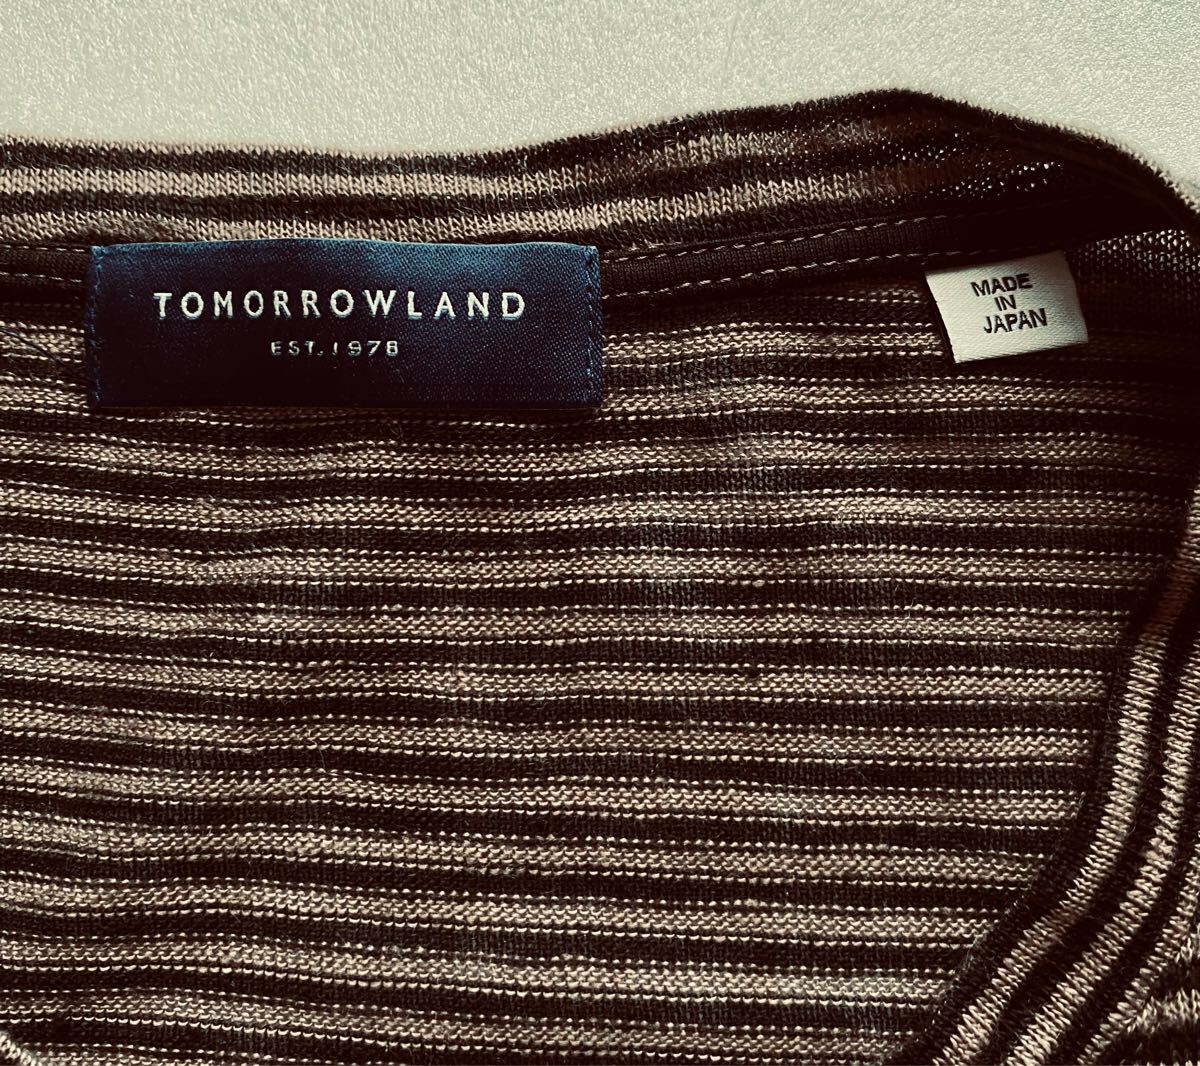 TOMORROWLAND
EST. 1978
MADE
IN
JAPAN